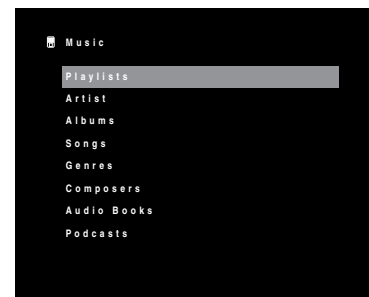 Music
Playlists
Artist
Albums
Songs
Genres
Composers
Audio Books
Podcasts